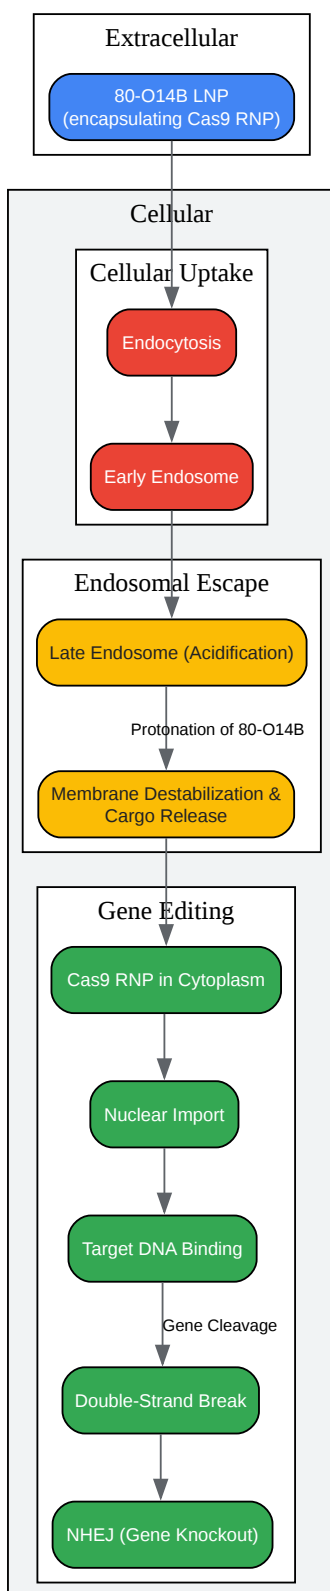 Extracellular
80-O14B LNP
(encapsulating Cas9 RNP)
Cellular
Cellular Uptake
Endocytosis
Early Endosome
Endosomal Escape
Late Endosome (Acidification)
Protonation of 80-O14B
Membrane Destabilization &
Cargo Release
Gene Editing
Cas9 RNP in Cytoplasm
Nuclear Import
Target DNA Binding
Gene Cleavage
Double-Strand Break
NHEJ (Gene Knockout)